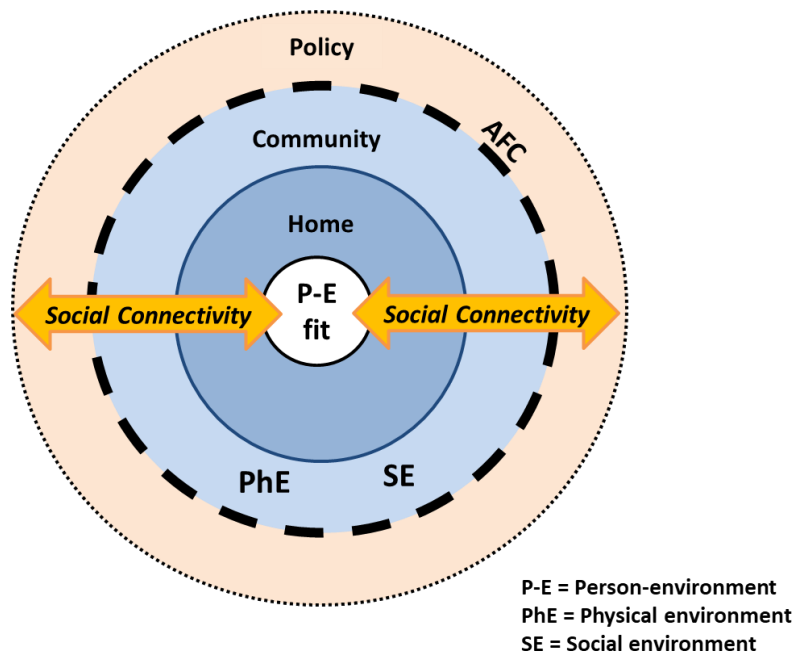 Policy
AFC
Community
Home
P-E
fit
Social Connectivity
Social Connectivity
PhE
SE
P-E = Person-environment
PhE = Physical environment
SE = Social environment